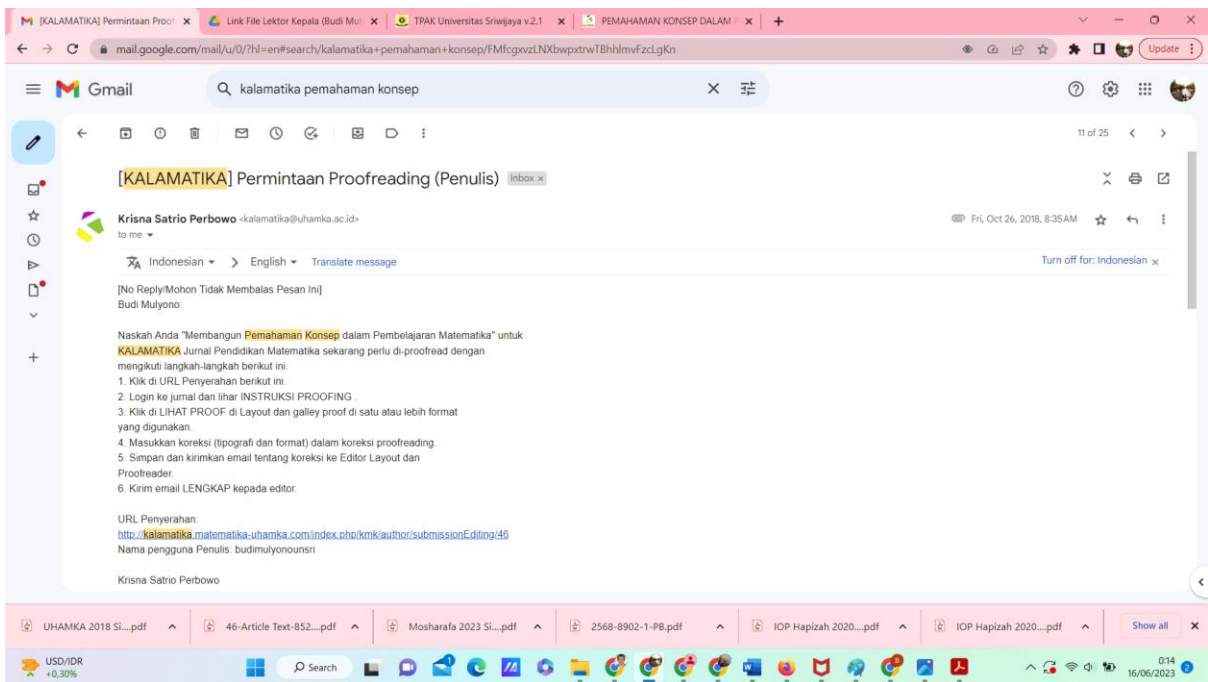 [KALAMATIKA] Permintaan Proof
Link File Lektor Kepala (Budi Mul
TPAK Universitas Sriwijaya v.2.1
PEMAHAMAN KONSEP DALAM
mail.google.com/mail/u/0/?hl=en#search/kalamatika+pemahaman+konsep/FMfcgxvzLNXbwpxtrwTBhhlmvFzcLgKn
Update
Gmail
kalamatika pemahaman konsep
11 of 25
[KALAMATIKA] Permintaan Proofreading (Penulis) Inbox x
Krisna Satrio Perbowo <kalamatika@uhamka.ac.id>
Fri, Oct 26, 2018, 8:35 AM
to me
Indonesian > English Translate message
Turn off for: Indonesian x
[No Reply/Mohon Tidak Membalas Pesan Ini]
Budi Mulyono:
Naskah Anda "Membangun Pemahaman Konsep dalam Pembelajaran Matematika" untuk
KALAMATIKA Jurnal Pendidikan Matematika sekarang perlu di-proofread dengan
mengikuti langkah-langkah berikut ini.
1. Klik di URL Penyerahan berikut ini.
2. Login ke jurnal dan lihar INSTRUKSI PROOFING .
3. Klik di LIHAT PROOF di Layout dan galley proof di satu atau lebih format
yang digunakan.
4. Masukkan koreksi (tipografi dan format) dalam koreksi proofreading.
5. Simpan dan kirimkan email tentang koreksi ke Editor Layout dan
Proofreader.
6. Kirim email LENGKAP kepada editor.
URL Penyerahan:
http://kalamatika.matematika-uhamka.com/index.php/kmk/author/submissionEditing/46
Nama pengguna Penulis: budimulyonounsri
Krisna Satrio Perbowo
UHAMKA 2018 Si....pdf
46-Article Text-852....pdf
Mosharafa 2023 Si....pdf
2568-8902-1-PB.pdf
IOP Hapizah 2020....pdf
IOP Hapizah 2020....pdf
Show all
USD/IDR
+0,30%
Search
0:14
16/06/2023
2